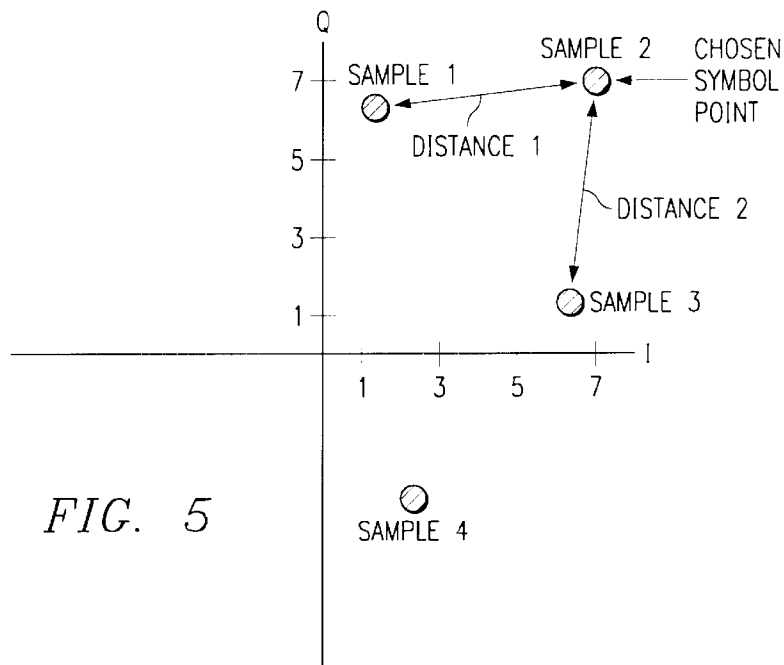 Q
SAMPLE 2
CHOSEN
SYMBOL
POINT
SAMPLE 1
7
DISTANCE 1
5
DISTANCE 2
3
SAMPLE 3
1
I
1 3 5 7
FIG. 5
SAMPLE 4